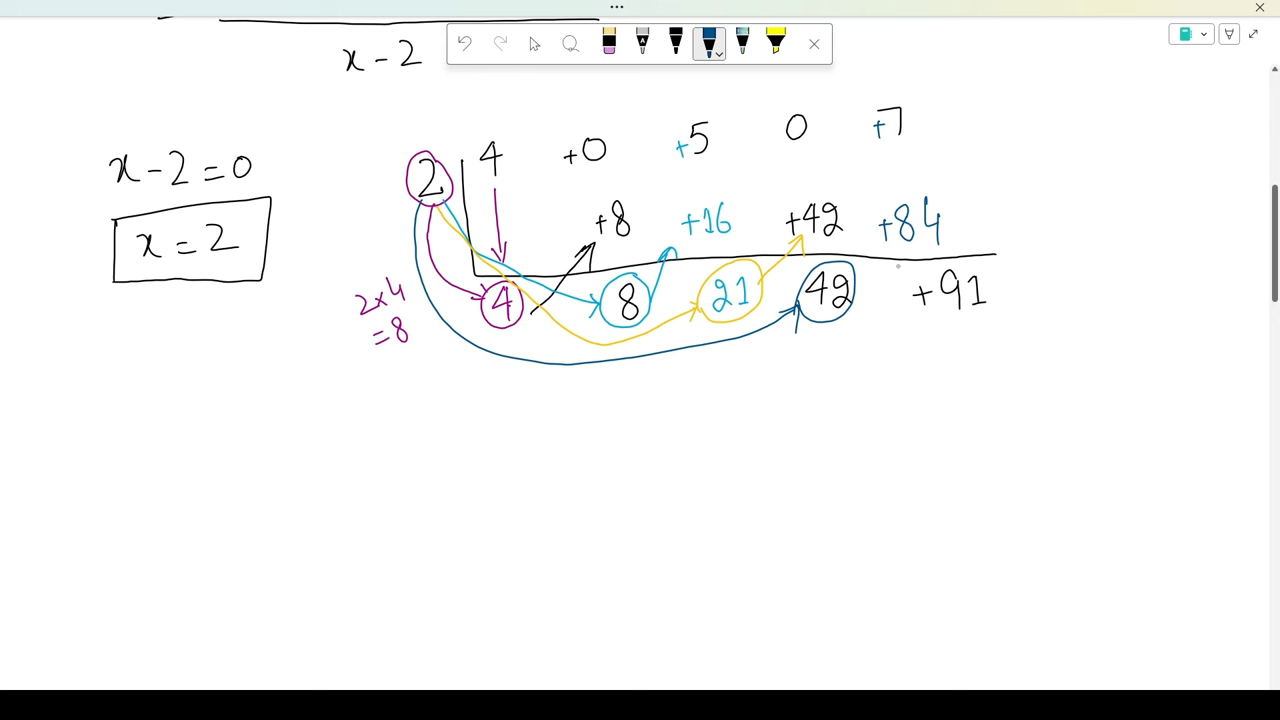 x - 2
4 +0 +5 0 +7
x - 2 = 0
2
+8 +16 +42 +84
x = 2
2 x 4
= 8
4 8 21 42 +91